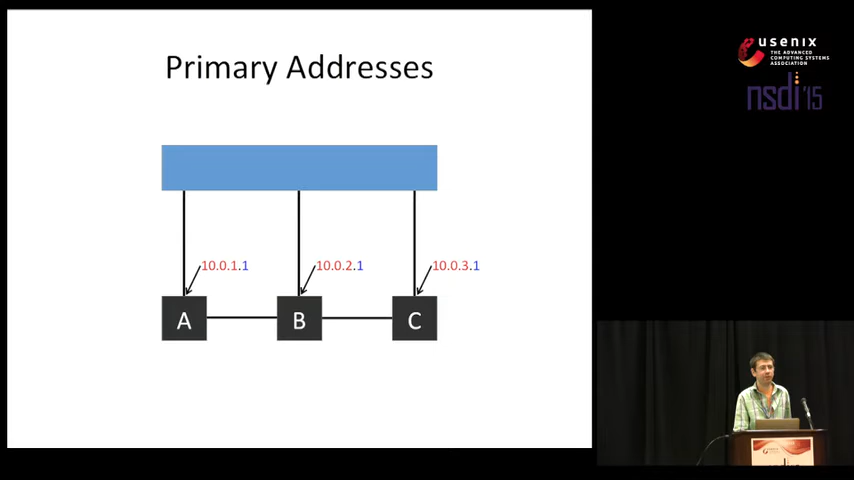 Primary Addresses
10.0.1.1
10.0.2.1
10.0.3.1
A
B
C
usenix
THE ADVANCED
COMPUTING SYSTEMS
ASSOCIATION
nsdi '15